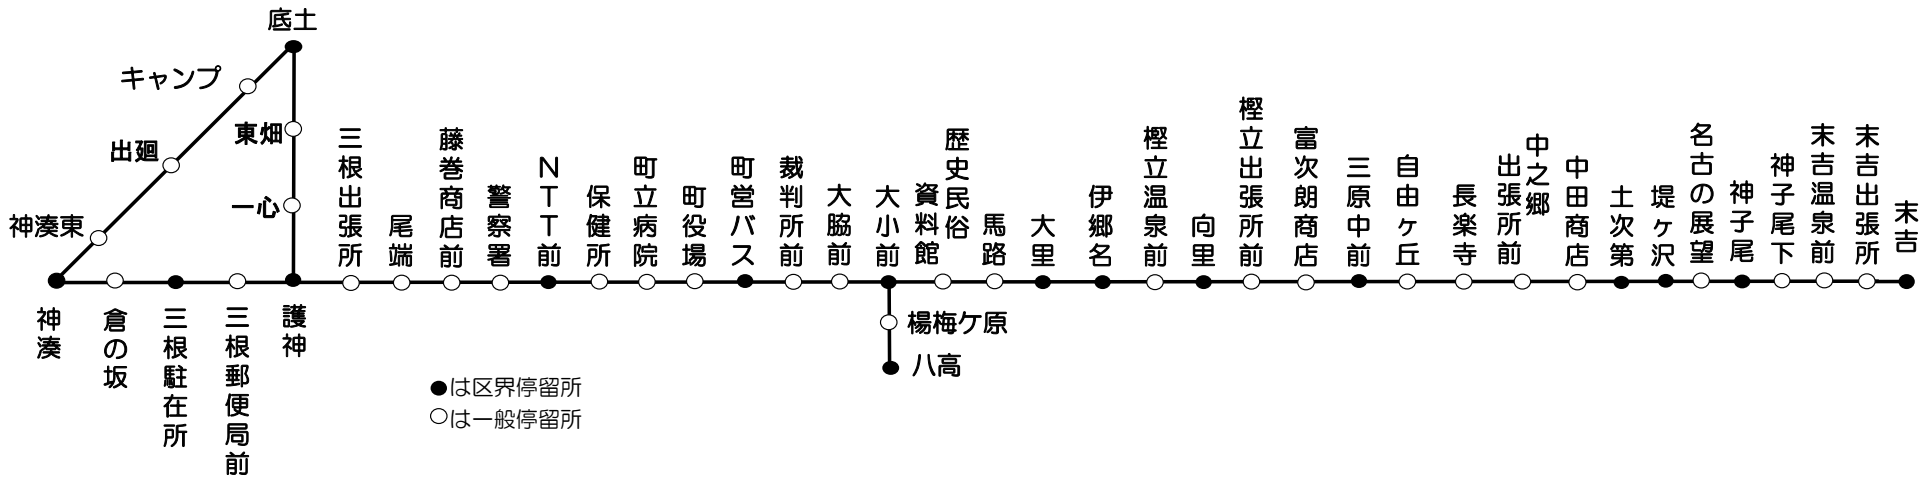 底土
キャンプ
出廻
神湊東
東畑
一心
神湊
倉の坂
三根駐在所
三根郵便局前
護神
三根出張所
尾端
藤巻商店前
警察署
NTT前
保健所
町立病院
町役場
町営バス
裁判所前
大脇前
大小前
歴史民俗
資料館
馬路
大里
伊郷名
樫立温泉前
向里
樫立出張所前
富次朗商店
三原中前
自由ヶ丘
長楽寺
中之郷
出張所前
中田商店
土次第
堤ヶ沢
名古の展望
神子尾
神子尾下
末吉温泉前
末吉出張所
末吉
楊梅ケ原
八高
●は区界停留所
○は一般停留所